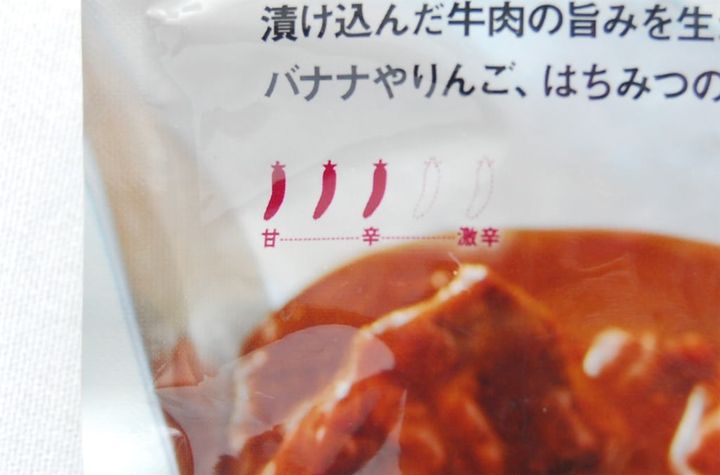 漬け込んだ牛肉の旨みを生
バナナやりんご、はちみつの
甘 辛 激辛